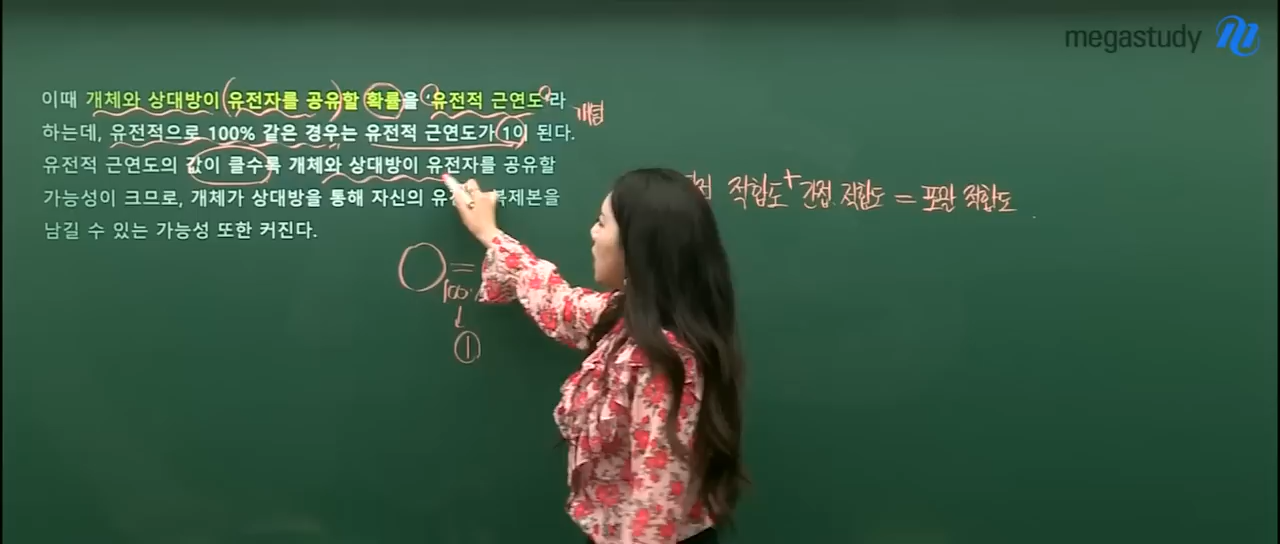 megastudy
이때 개체와 상대방이 유전자를 공유할 확률을 '유전적 근연도'라
개념
하는데, 유전적으로 100% 같은 경우는 유전적 근연도가 1이 된다.
유전적 근연도의 값이 클수록 개체와 상대방이 유전자를 공유할
가능성이 크므로, 개체가 상대방을 통해 자신의 복제본을
남길 수 있는 가능성 또한 커진다.
적합도 + 간접 적합도 = 포괄 적합도
100%
↓
①